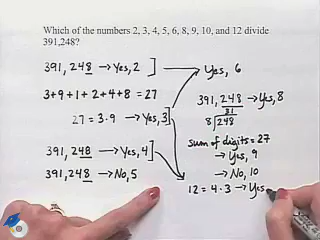 Which of the numbers 2, 3, 4, 5, 6, 8, 9, 10, and 12 divide
391,248?
391,248 → Yes, 2 ]
Yes, 6
3+9+1+2+4+8 = 27
27 = 3·9 → Yes, 3 ]
391,248 → Yes, 4 ]
391,248 → No, 5
391,248 → Yes, 8
31
8)248
sum of digits = 27
→ Yes, 9
→ No, 10
12 = 4·3 → Yes